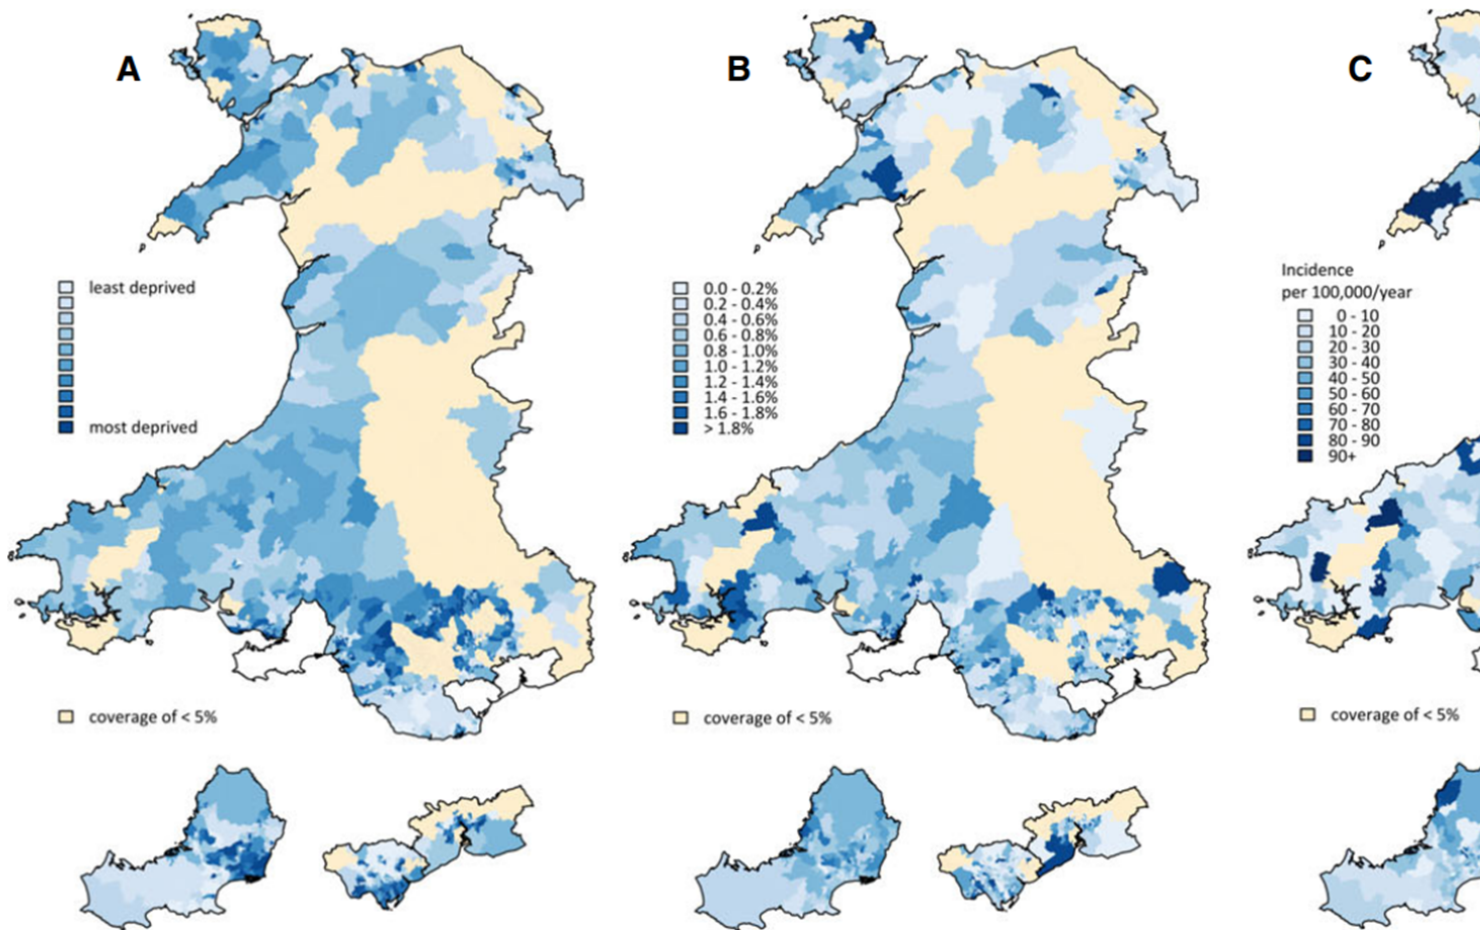 A
B
C
least deprived
most deprived
coverage of < 5%
0.0 - 0.2%
0.2 - 0.4%
0.4 - 0.6%
0.6 - 0.8%
0.8 - 1.0%
1.0 - 1.2%
1.2 - 1.4%
1.4 - 1.6%
1.6 - 1.8%
> 1.8%
coverage of < 5%
Incidence
per 100,000/year
0 - 10
10 - 20
20 - 30
30 - 40
40 - 50
50 - 60
60 - 70
70 - 80
80 - 90
90+
coverage of < 5%